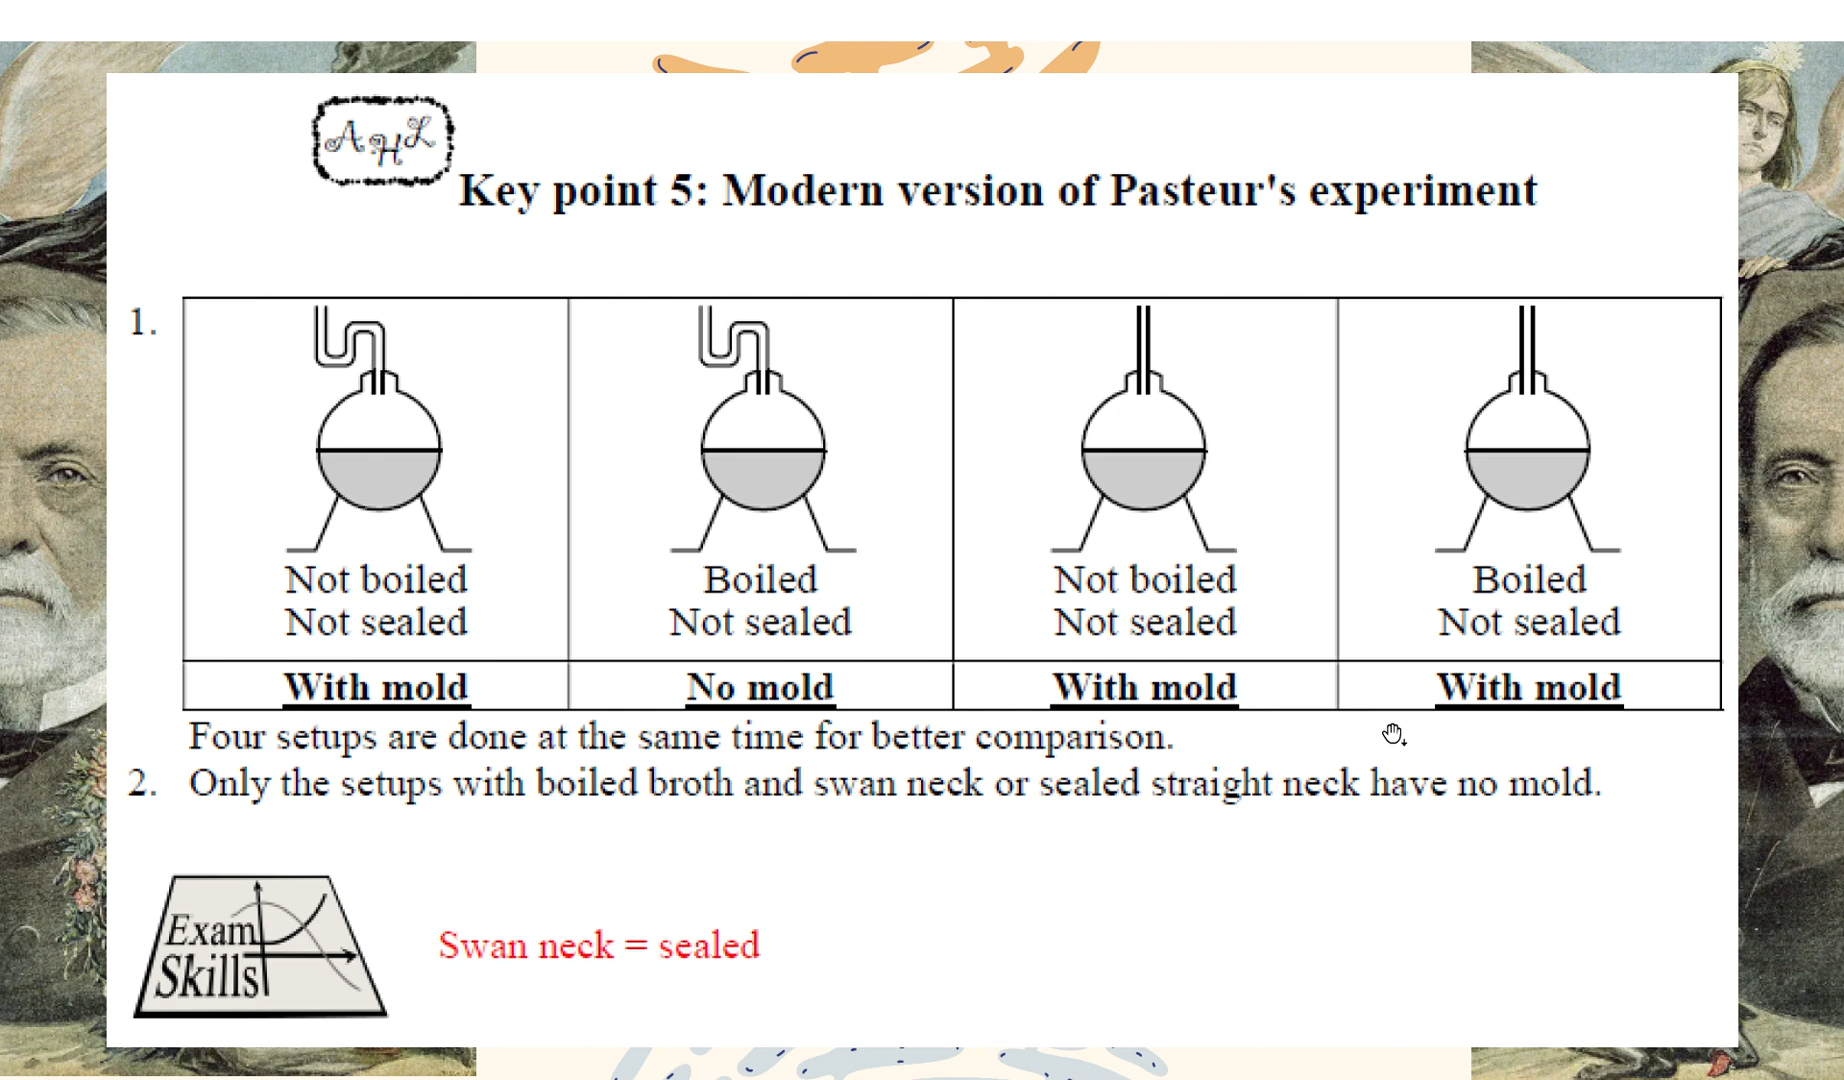 AHL
Key point 5: Modern version of Pasteur's experiment
1.
Not boiled
Not sealed
Boiled
Not sealed
Not boiled
Not sealed
Boiled
Not sealed
With mold
No mold
With mold
With mold
Four setups are done at the same time for better comparison.
2. Only the setups with boiled broth and swan neck or sealed straight neck have no mold.
Exam
Skills
Swan neck = sealed